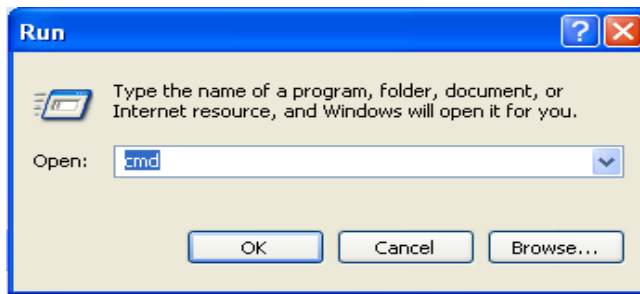 Run
Type the name of a program, folder, document, or
Internet resource, and Windows will open it for you.
Open: cmd
OK Cancel Browse...